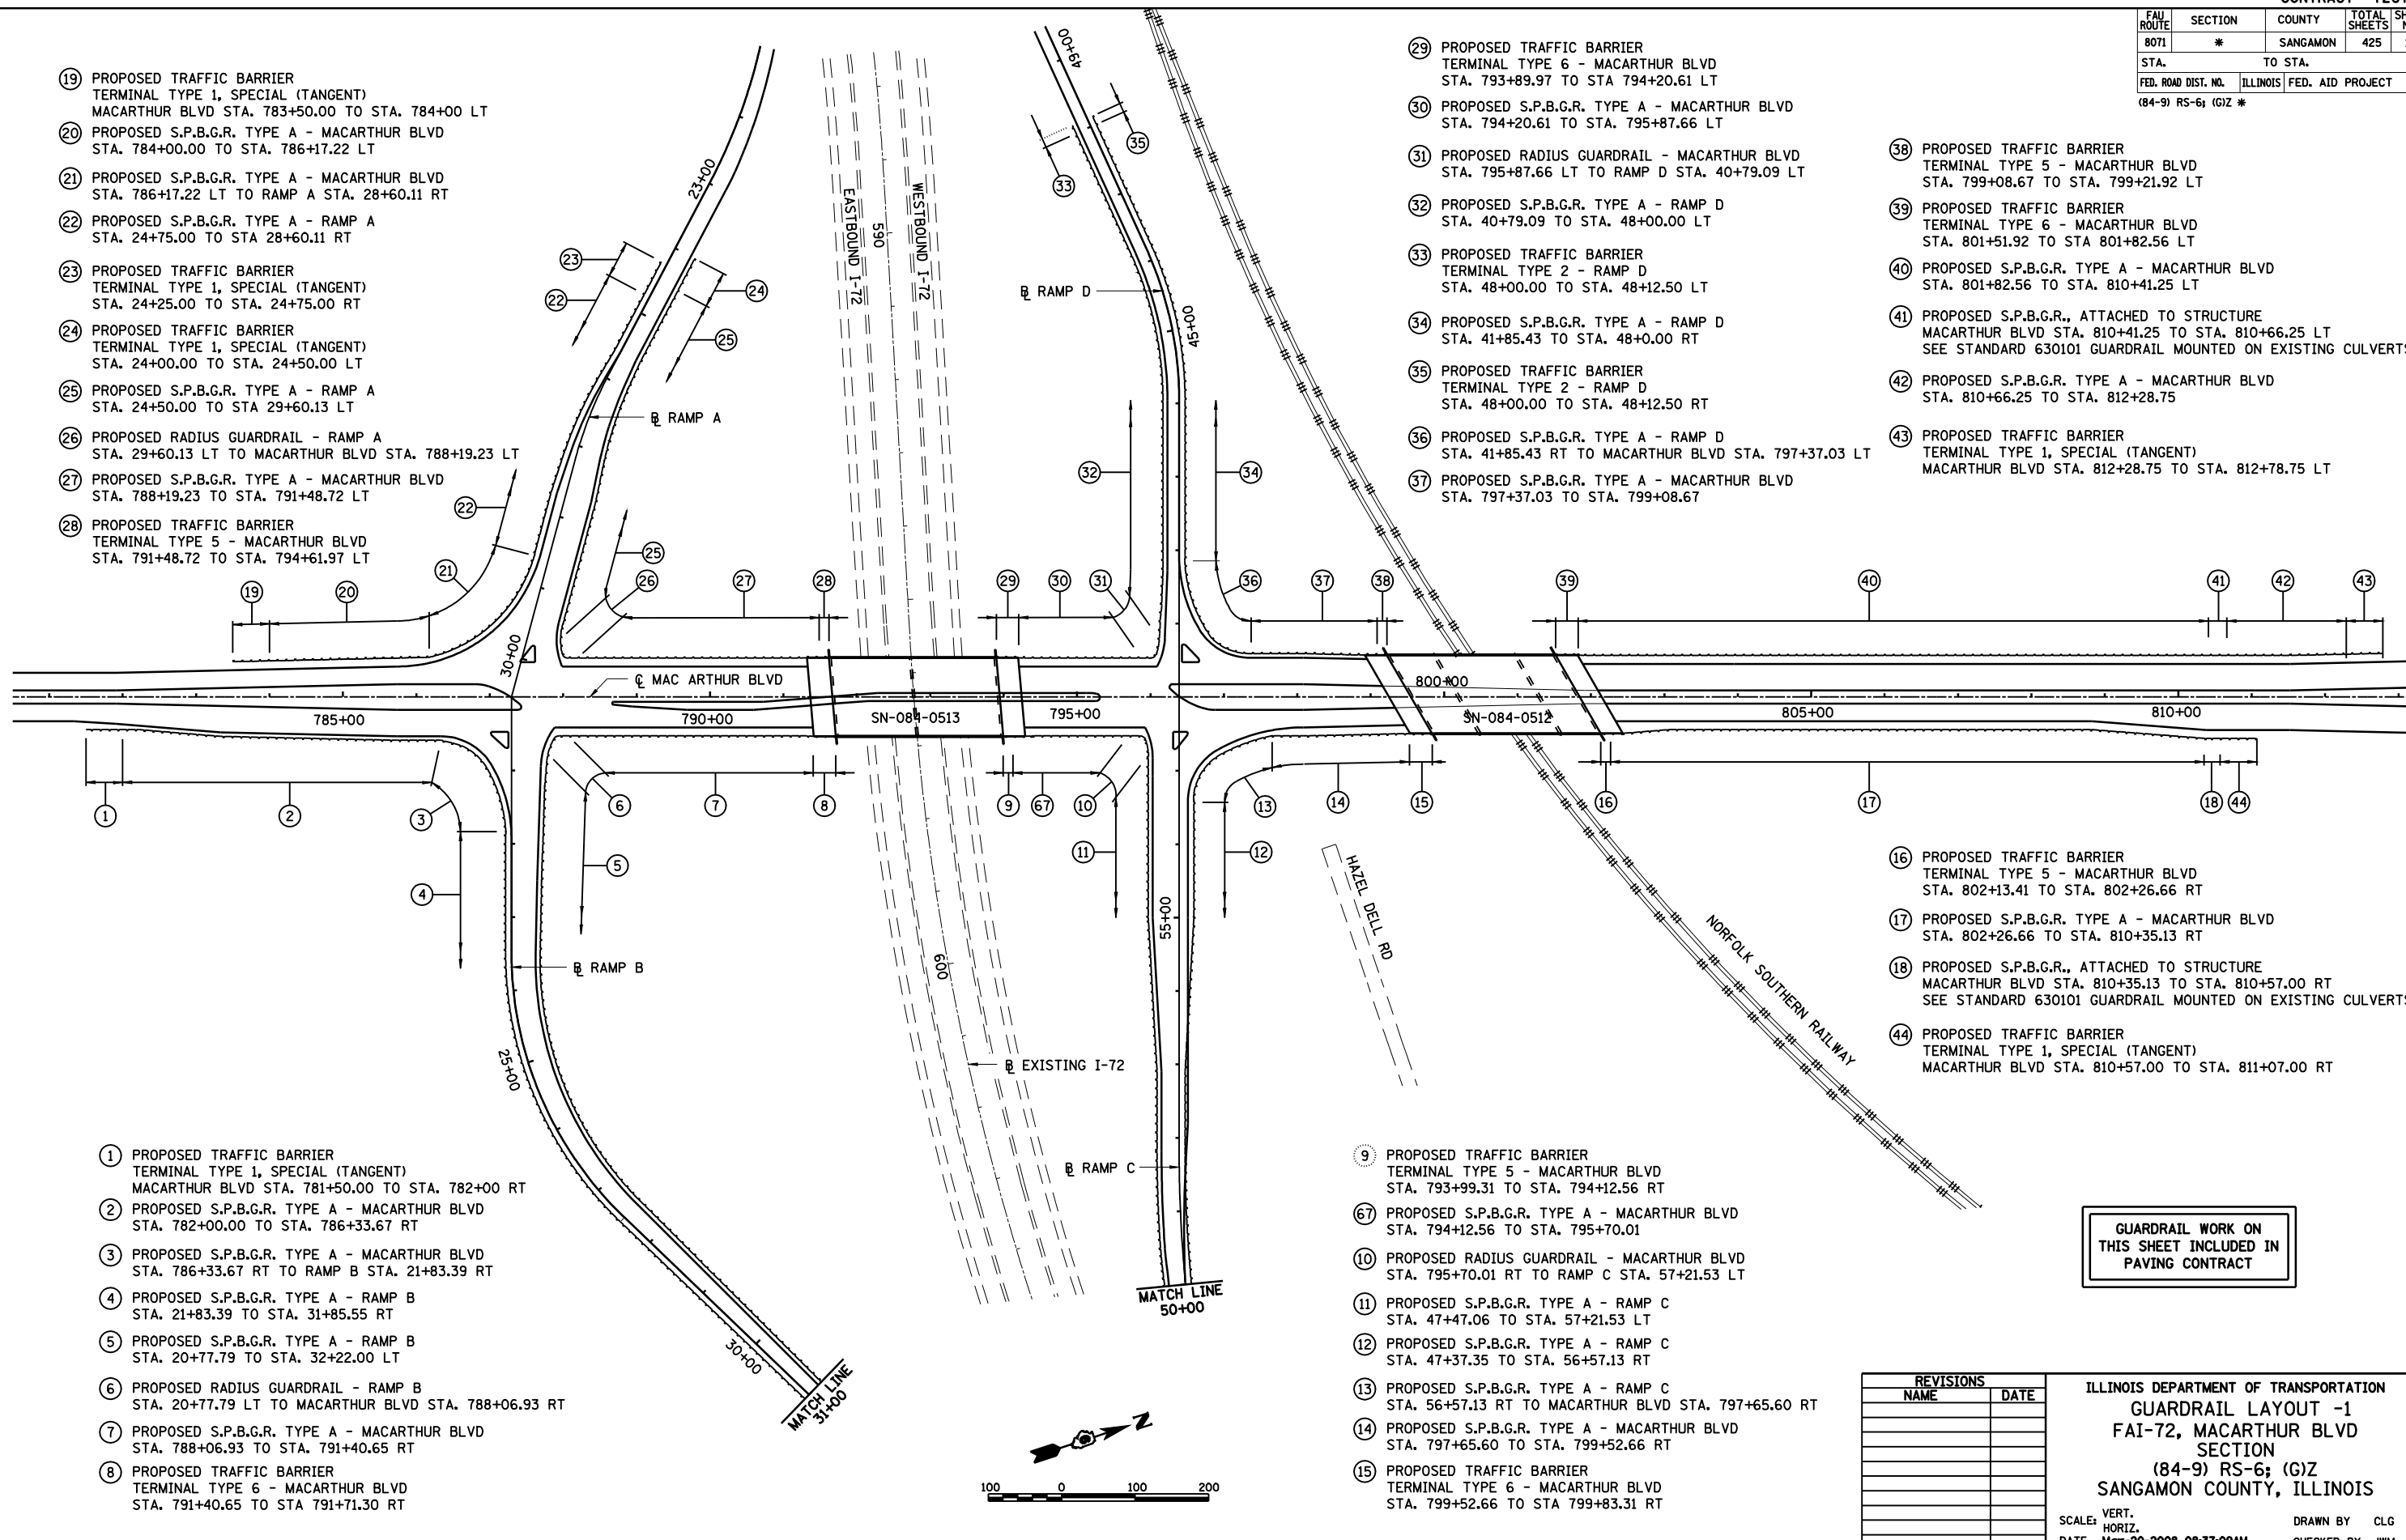 FAU ROUTE SECTION COUNTY TOTAL SHEETS
8071 * SANGAMON 425
STA. TO STA.
FED. ROAD DIST. NO. ILLINOIS FED. AID PROJECT
(84-9) RS-6; (G)Z *
19 PROPOSED TRAFFIC BARRIER
TERMINAL TYPE 1, SPECIAL (TANGENT)
MACARTHUR BLVD STA. 783+50.00 TO STA. 784+00 LT
20 PROPOSED S.P.B.G.R. TYPE A - MACARTHUR BLVD
STA. 784+00.00 TO STA. 786+17.22 LT
21 PROPOSED S.P.B.G.R. TYPE A - MACARTHUR BLVD
STA. 786+17.22 LT TO RAMP A STA. 28+60.11 RT
22 PROPOSED S.P.B.G.R. TYPE A - RAMP A
STA. 24+75.00 TO STA 28+60.11 RT
23 PROPOSED TRAFFIC BARRIER
TERMINAL TYPE 1, SPECIAL (TANGENT)
STA. 24+25.00 TO STA. 24+75.00 RT
24 PROPOSED TRAFFIC BARRIER
TERMINAL TYPE 1, SPECIAL (TANGENT)
STA. 24+00.00 TO STA. 24+50.00 LT
25 PROPOSED S.P.B.G.R. TYPE A - RAMP A
STA. 24+50.00 TO STA 29+60.13 LT
26 PROPOSED RADIUS GUARDRAIL - RAMP A
STA. 29+60.13 LT TO MACARTHUR BLVD STA. 788+19.23 LT
27 PROPOSED S.P.B.G.R. TYPE A - MACARTHUR BLVD
STA. 788+19.23 TO STA. 791+48.72 LT
28 PROPOSED TRAFFIC BARRIER
TERMINAL TYPE 5 - MACARTHUR BLVD
STA. 791+48.72 TO STA. 794+61.97 LT
29 PROPOSED TRAFFIC BARRIER
TERMINAL TYPE 6 - MACARTHUR BLVD
STA. 793+89.97 TO STA 794+20.61 LT
30 PROPOSED S.P.B.G.R. TYPE A - MACARTHUR BLVD
STA. 794+20.61 TO STA. 795+87.66 LT
31 PROPOSED RADIUS GUARDRAIL - MACARTHUR BLVD
STA. 795+87.66 LT TO RAMP D STA. 40+79.09 LT
32 PROPOSED S.P.B.G.R. TYPE A - RAMP D
STA. 40+79.09 TO STA. 48+00.00 LT
33 PROPOSED TRAFFIC BARRIER
TERMINAL TYPE 2 - RAMP D
STA. 48+00.00 TO STA. 48+12.50 LT
34 PROPOSED S.P.B.G.R. TYPE A - RAMP D
STA. 41+85.43 TO STA. 48+0.00 RT
35 PROPOSED TRAFFIC BARRIER
TERMINAL TYPE 2 - RAMP D
STA. 48+00.00 TO STA. 48+12.50 RT
36 PROPOSED S.P.B.G.R. TYPE A - RAMP D
STA. 41+85.43 RT TO MACARTHUR BLVD STA. 797+37.03 LT
37 PROPOSED S.P.B.G.R. TYPE A - MACARTHUR BLVD
STA. 797+37.03 TO STA. 799+08.67
38 PROPOSED TRAFFIC BARRIER
TERMINAL TYPE 5 - MACARTHUR BLVD
STA. 799+08.67 TO STA. 799+21.92 LT
39 PROPOSED TRAFFIC BARRIER
TERMINAL TYPE 6 - MACARTHUR BLVD
STA. 801+51.92 TO STA 801+82.56 LT
40 PROPOSED S.P.B.G.R. TYPE A - MACARTHUR BLVD
STA. 801+82.56 TO STA. 810+41.25 LT
41 PROPOSED S.P.B.G.R., ATTACHED TO STRUCTURE
MACARTHUR BLVD STA. 810+41.25 TO STA. 810+66.25 LT
SEE STANDARD 630101 GUARDRAIL MOUNTED ON EXISTING CULVERTS
42 PROPOSED S.P.B.G.R. TYPE A - MACARTHUR BLVD
STA. 810+66.25 TO STA. 812+28.75
43 PROPOSED TRAFFIC BARRIER
TERMINAL TYPE 1, SPECIAL (TANGENT)
MACARTHUR BLVD STA. 812+28.75 TO STA. 812+78.75 LT
49+00
35
33
23+00
EASTBOUND I-72
590
WESTBOUND I-72
23
22
24
25
℄ RAMP D
45+00
℄ RAMP A
32
34
22
25
21
19 20 26 27 28 29 30 31 36 37 38 39 40 41 42 43
30+00
℄ MAC ARTHUR BLVD
785+00 790+00 SN-084-0513 795+00 800+00 SN-084-0512 805+00 810+00
1 2 3 6 7 8 9 67 10 13 14 15 16 17 18 44
4
5
11
12
55+00
HAZEL DELL RD
NORFOLK SOUTHERN RAILWAY
℄ RAMP B
600
25+00
℄ EXISTING I-72
℄ RAMP C
MATCH LINE
50+00
30+00
MATCH LINE
31+00
16 PROPOSED TRAFFIC BARRIER
TERMINAL TYPE 5 - MACARTHUR BLVD
STA. 802+13.41 TO STA. 802+26.66 RT
17 PROPOSED S.P.B.G.R. TYPE A - MACARTHUR BLVD
STA. 802+26.66 TO STA. 810+35.13 RT
18 PROPOSED S.P.B.G.R., ATTACHED TO STRUCTURE
MACARTHUR BLVD STA. 810+35.13 TO STA. 810+57.00 RT
SEE STANDARD 630101 GUARDRAIL MOUNTED ON EXISTING CULVERTS
44 PROPOSED TRAFFIC BARRIER
TERMINAL TYPE 1, SPECIAL (TANGENT)
MACARTHUR BLVD STA. 810+57.00 TO STA. 811+07.00 RT
1 PROPOSED TRAFFIC BARRIER
TERMINAL TYPE 1, SPECIAL (TANGENT)
MACARTHUR BLVD STA. 781+50.00 TO STA. 782+00 RT
2 PROPOSED S.P.B.G.R. TYPE A - MACARTHUR BLVD
STA. 782+00.00 TO STA. 786+33.67 RT
3 PROPOSED S.P.B.G.R. TYPE A - MACARTHUR BLVD
STA. 786+33.67 RT TO RAMP B STA. 21+83.39 RT
4 PROPOSED S.P.B.G.R. TYPE A - RAMP B
STA. 21+83.39 TO STA. 31+85.55 RT
5 PROPOSED S.P.B.G.R. TYPE A - RAMP B
STA. 20+77.79 TO STA. 32+22.00 LT
6 PROPOSED RADIUS GUARDRAIL - RAMP B
STA. 20+77.79 LT TO MACARTHUR BLVD STA. 788+06.93 RT
7 PROPOSED S.P.B.G.R. TYPE A - MACARTHUR BLVD
STA. 788+06.93 TO STA. 791+40.65 RT
8 PROPOSED TRAFFIC BARRIER
TERMINAL TYPE 6 - MACARTHUR BLVD
STA. 791+40.65 TO STA 791+71.30 RT
N
100 0 100 200
9 PROPOSED TRAFFIC BARRIER
TERMINAL TYPE 5 - MACARTHUR BLVD
STA. 793+99.31 TO STA. 794+12.56 RT
67 PROPOSED S.P.B.G.R. TYPE A - MACARTHUR BLVD
STA. 794+12.56 TO STA. 795+70.01
10 PROPOSED RADIUS GUARDRAIL - MACARTHUR BLVD
STA. 795+70.01 RT TO RAMP C STA. 57+21.53 LT
11 PROPOSED S.P.B.G.R. TYPE A - RAMP C
STA. 47+47.06 TO STA. 57+21.53 LT
12 PROPOSED S.P.B.G.R. TYPE A - RAMP C
STA. 47+37.35 TO STA. 56+57.13 RT
13 PROPOSED S.P.B.G.R. TYPE A - RAMP C
STA. 56+57.13 RT TO MACARTHUR BLVD STA. 797+65.60 RT
14 PROPOSED S.P.B.G.R. TYPE A - MACARTHUR BLVD
STA. 797+65.60 TO STA. 799+52.66 RT
15 PROPOSED TRAFFIC BARRIER
TERMINAL TYPE 6 - MACARTHUR BLVD
STA. 799+52.66 TO STA 799+83.31 RT
GUARDRAIL WORK ON
THIS SHEET INCLUDED IN
PAVING CONTRACT
REVISIONS
NAME DATE
ILLINOIS DEPARTMENT OF TRANSPORTATION
GUARDRAIL LAYOUT -1
FAI-72, MACARTHUR BLVD
SECTION
(84-9) RS-6; (G)Z
SANGAMON COUNTY, ILLINOIS
SCALE: VERT.
HORIZ.
DRAWN BY CLG